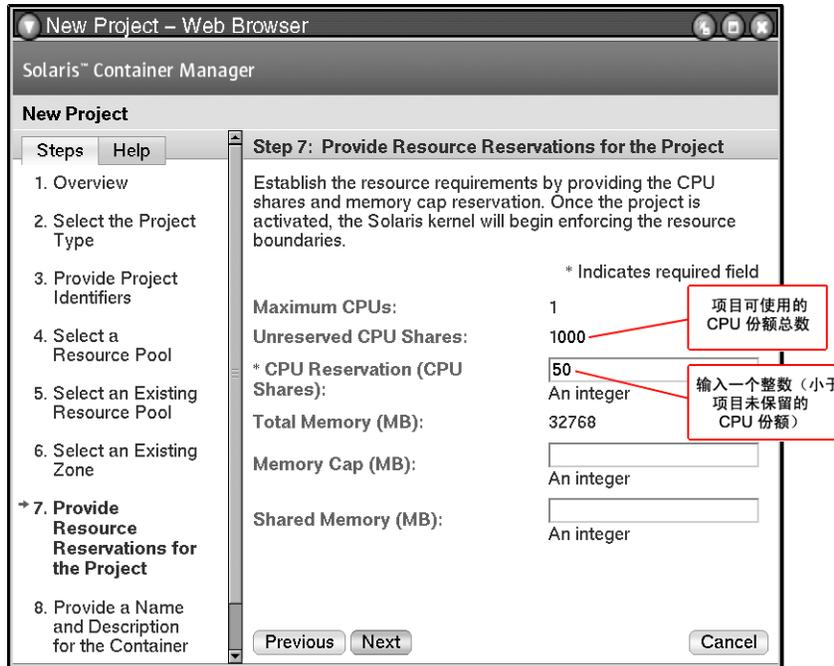 New Project – Web Browser
Solaris™ Container Manager
New Project
Steps
Help
1. Overview
2. Select the Project
Type
3. Provide Project
Identifiers
4. Select a
Resource Pool
5. Select an Existing
Resource Pool
6. Select an Existing
Zone
7. Provide
Resource
Reservations for
the Project
8. Provide a Name
and Description
for the Container
Step 7: Provide Resource Reservations for the Project
Establish the resource requirements by providing the CPU
shares and memory cap reservation. Once the project is
activated, the Solaris kernel will begin enforcing the resource
boundaries.
* Indicates required field
Maximum CPUs:
1
Unreserved CPU Shares:
1000
项目可使用的
CPU 份额总数
* CPU Reservation (CPU
Shares):
50
An integer
输入一个整数（小于
项目未保留的
CPU 份额）
Total Memory (MB):
32768
Memory Cap (MB):
An integer
Shared Memory (MB):
An integer
Previous
Next
Cancel